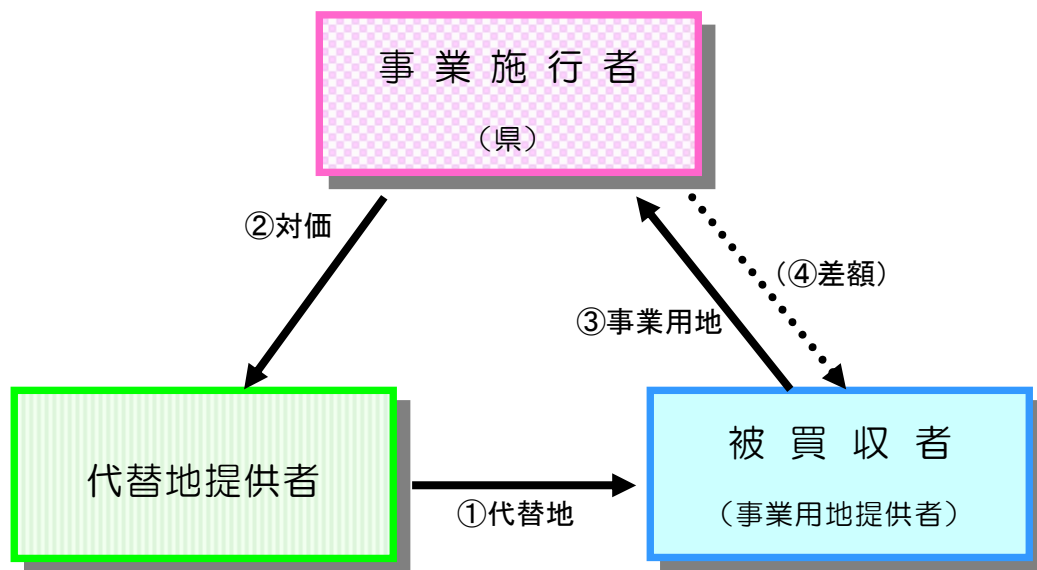 事業施行者
（県）
②対価
（④差額）
③事業用地
代替地提供者
①代替地
被買収者
（事業用地提供者）